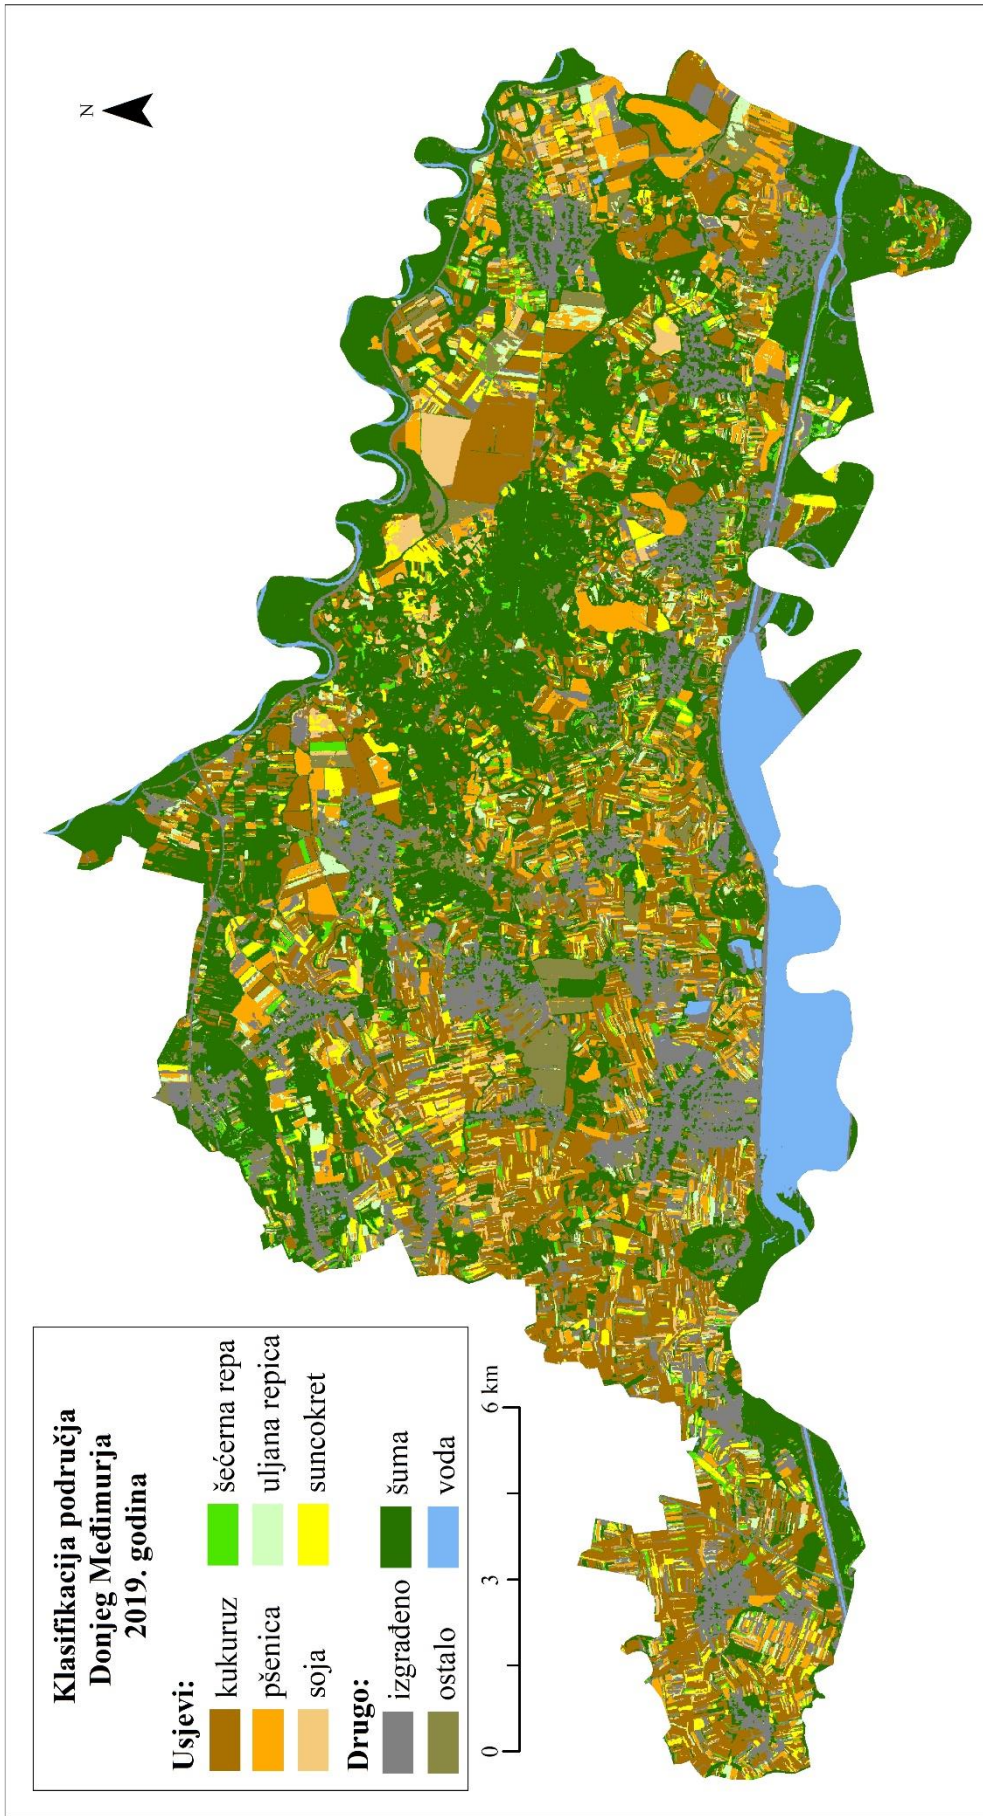 N
Klasifikacija područja
Donjeg Međimurja
2019. godina
Usjevi:
kukuruz
šećerna repa
pšenica
uljana repica
soja
suncokret
Drugo:
izgrađeno
šuma
ostalo
voda
0 3 6 km